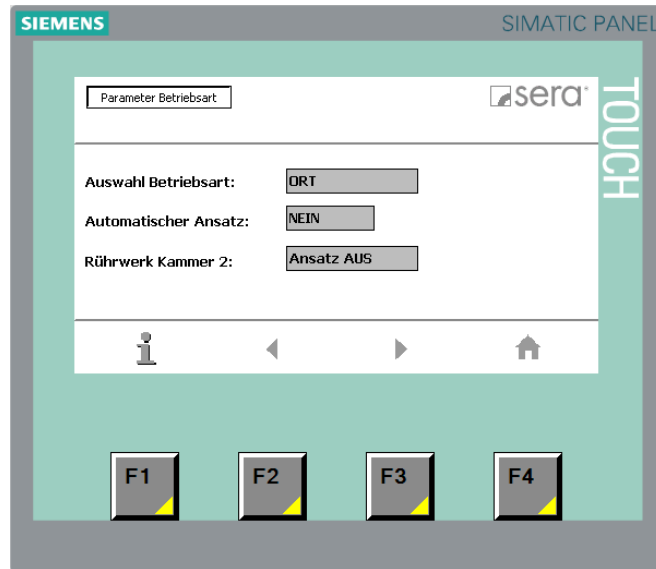 SIEMENS
SIMATIC PANEL
TOUCH
Parameter Betriebsart
sera
Auswahl Betriebsart: ORT
Automatischer Ansatz: NEIN
Rührwerk Kammer 2: Ansatz AUS
F1 F2 F3 F4